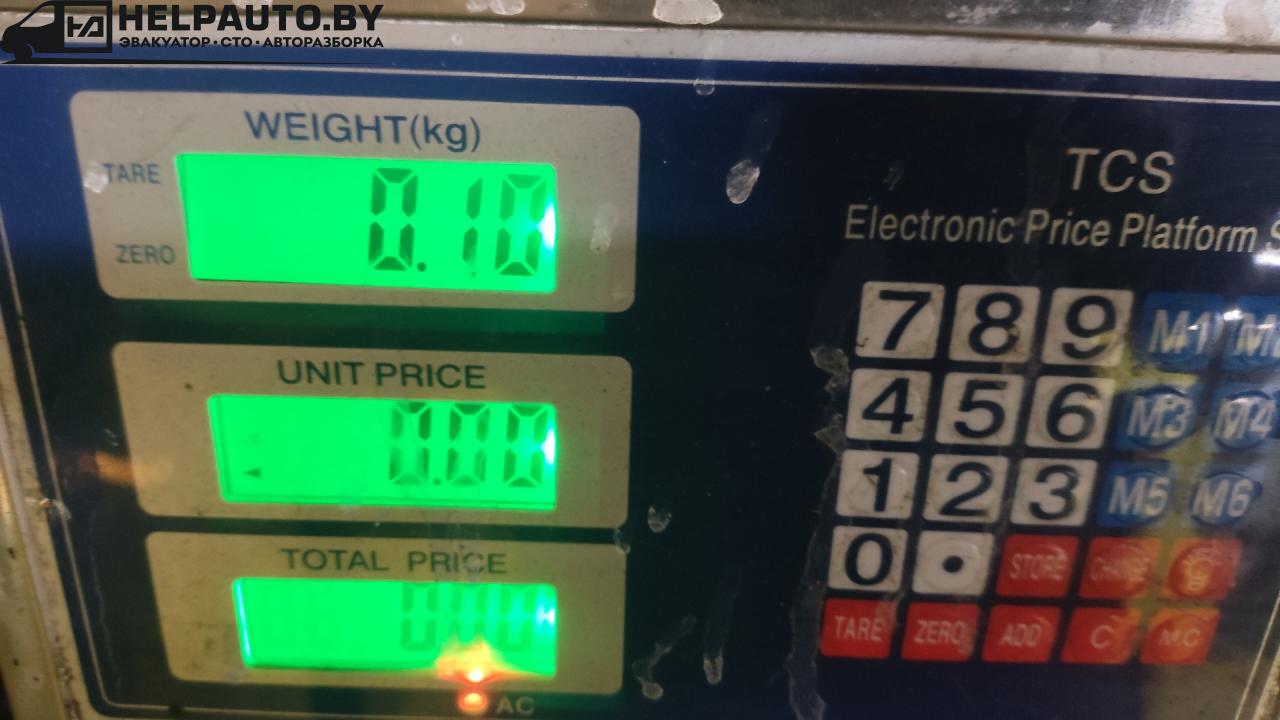 HELPAUTO.BY
ЭВАКУАТОР·СТО·АВТОРАЗБОРКА
WEIGHT(kg)
TARE
0.10
ZERO
UNIT PRICE
0.00
TOTAL PRICE
AC
TCS
Electronic Price Platform
7 8 9 M1
4 5 6 M3 M4
1 2 3 M5 M6
0 . STORE CHANGE
TARE ZERO ADD C M.C